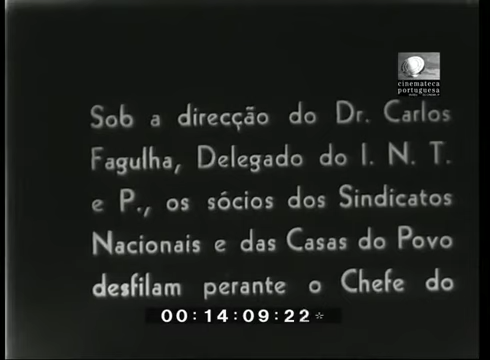 cinemateca
portuguesa
Sob a direcção do Dr. Carlos
Fagulha, Delegado do I. N. T.
e P., os sócios dos Sindicatos
Nacionais e das Casas do Povo
desfilam perante o Chefe do
00:14:09:22*